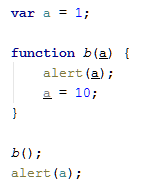 var a = 1;
function b(a) {
    alert(a);
    a = 10;
}
b();
alert(a);